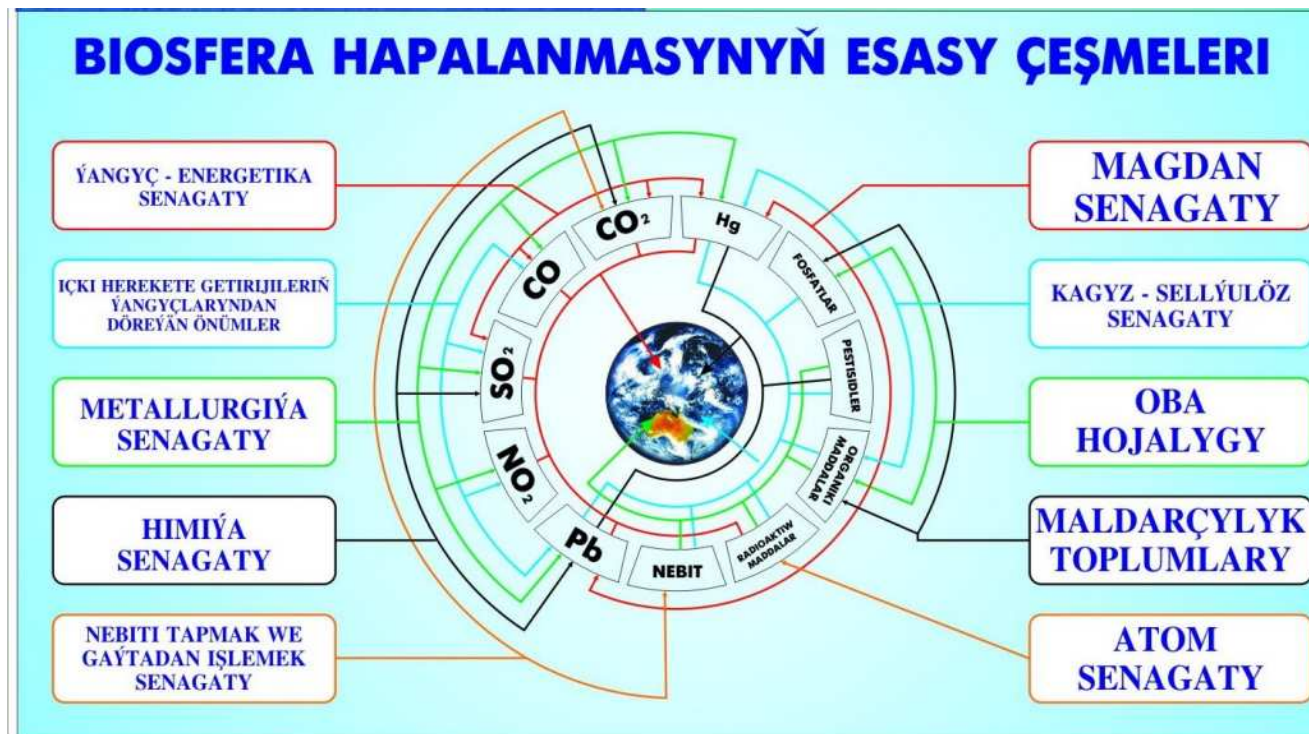 BIOSFERA HAPALANMASYNYŇ ESASY ÇEŞMELERI
ÝANGYÇ - ENERGETIKA
SENAGATY
IÇKI HEREKETE GETIRIJILERIŇ
ÝANGYÇLARYNDAN
DÖREÝÄN ÖNÜMLER
METALLURGIÝA
SENAGATY
HIMIÝA
SENAGATY
NEBITI TAPMAK WE
GAÝTADAN IŞLEMEK
SENAGATY
CO₂
CO
SO₂
NO₂
Pb
NEBIT
RADIOAKTIW
MADDALAR
ORGANIKI
MADDALAR
PESTISIDLER
FOSFATLAR
Hg
MAGDAN
SENAGATY
KAGYZ - SELLÝULÖZ
SENAGATY
OBA
HOJALYGY
MALDARÇYLYK
TOPLUMLARY
ATOM
SENAGATY